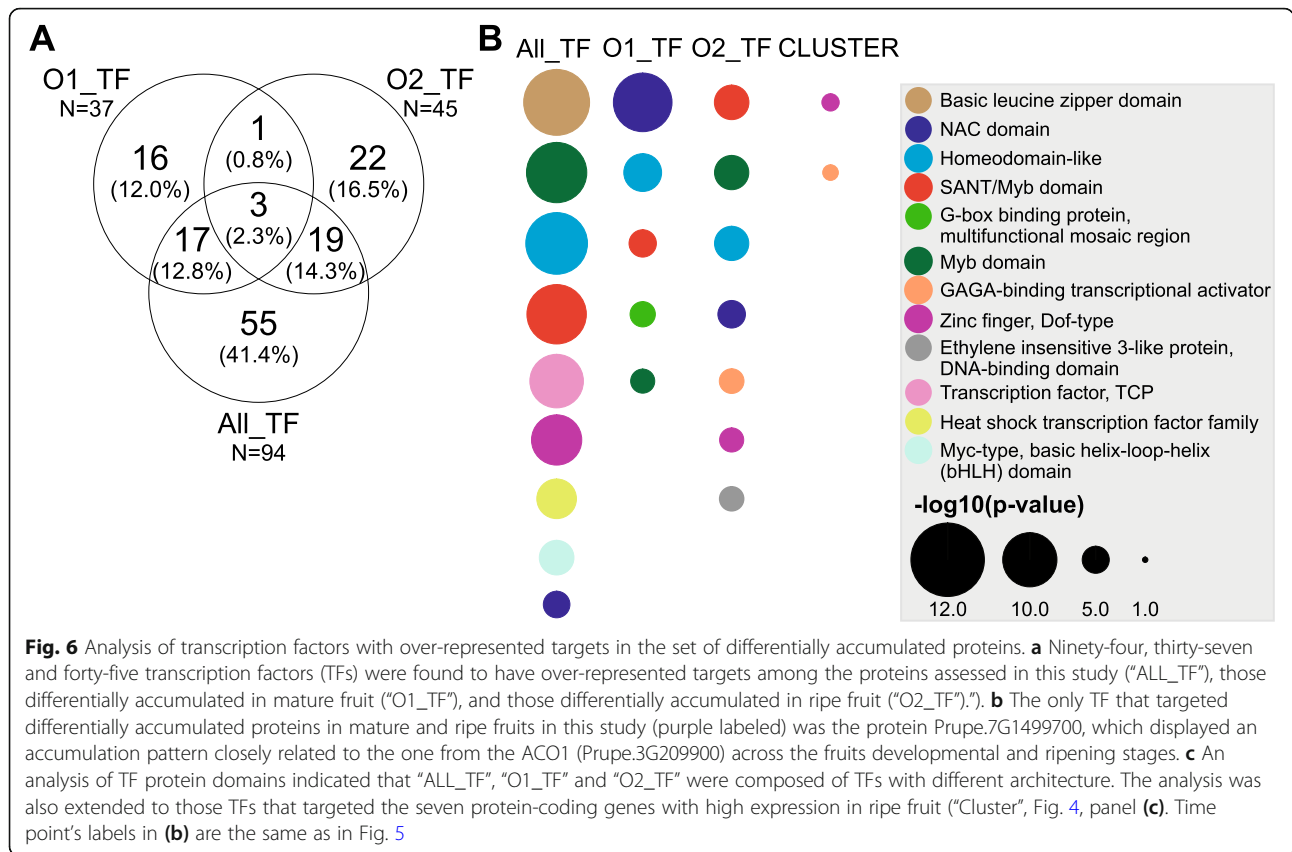 A
O1_TF
N=37
O2_TF
N=45
1
(0.8%)
16
(12.0%)
22
(16.5%)
3
(2.3%)
17
(12.8%)
19
(14.3%)
55
(41.4%)
All_TF
N=94
B
All_TF O1_TF O2_TF CLUSTER
Basic leucine zipper domain
NAC domain
Homeodomain-like
SANT/Myb domain
G-box binding protein,
multifunctional mosaic region
Myb domain
GAGA-binding transcriptional activator
Zinc finger, Dof-type
Ethylene insensitive 3-like protein,
DNA-binding domain
Transcription factor, TCP
Heat shock transcription factor family
Myc-type, basic helix-loop-helix
(bHLH) domain
-log10(p-value)
12.0 10.0 5.0 1.0
Fig. 6 Analysis of transcription factors with over-represented targets in the set of differentially accumulated proteins. a Ninety-four, thirty-seven
and forty-five transcription factors (TFs) were found to have over-represented targets among the proteins assessed in this study (“ALL_TF”), those
differentially accumulated in mature fruit (“O1_TF”), and those differentially accumulated in ripe fruit (“O2_TF”).”). b The only TF that targeted
differentially accumulated proteins in mature and ripe fruits in this study (purple labeled) was the protein Prupe.7G1499700, which displayed an
accumulation pattern closely related to the one from the ACO1 (Prupe.3G209900) across the fruits developmental and ripening stages. c An
analysis of TF protein domains indicated that “ALL_TF”, “O1_TF” and “O2_TF” were composed of TFs with different architecture. The analysis was
also extended to those TFs that targeted the seven protein-coding genes with high expression in ripe fruit (“Cluster”, Fig. 4, panel (c). Time
point’s labels in (b) are the same as in Fig. 5